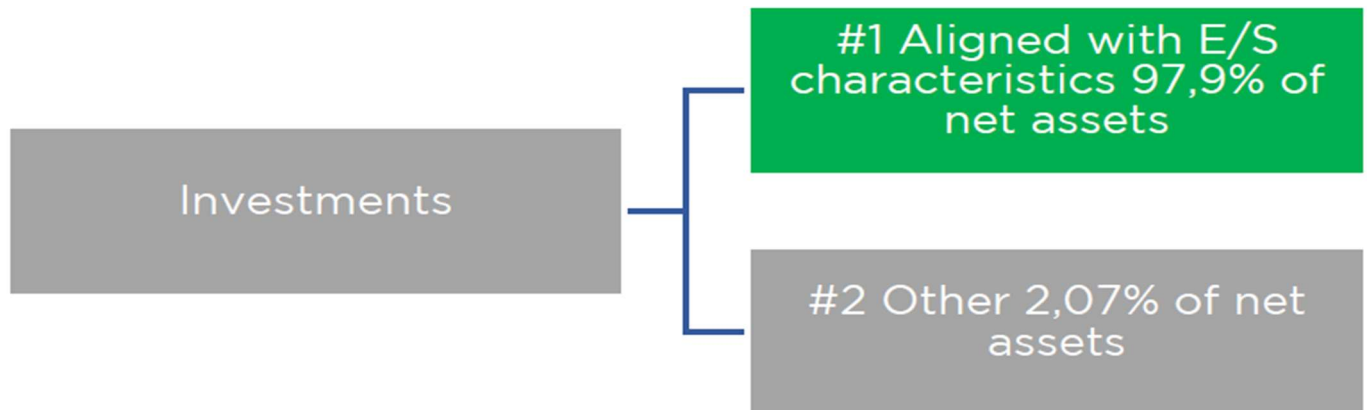 Investments
#1 Aligned with E/S
characteristics 97,9% of
net assets
#2 Other 2,07% of net
assets